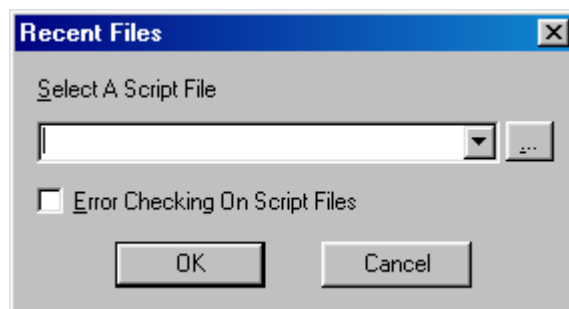 Recent Files
Select A Script File
...
Error Checking On Script Files
OK
Cancel